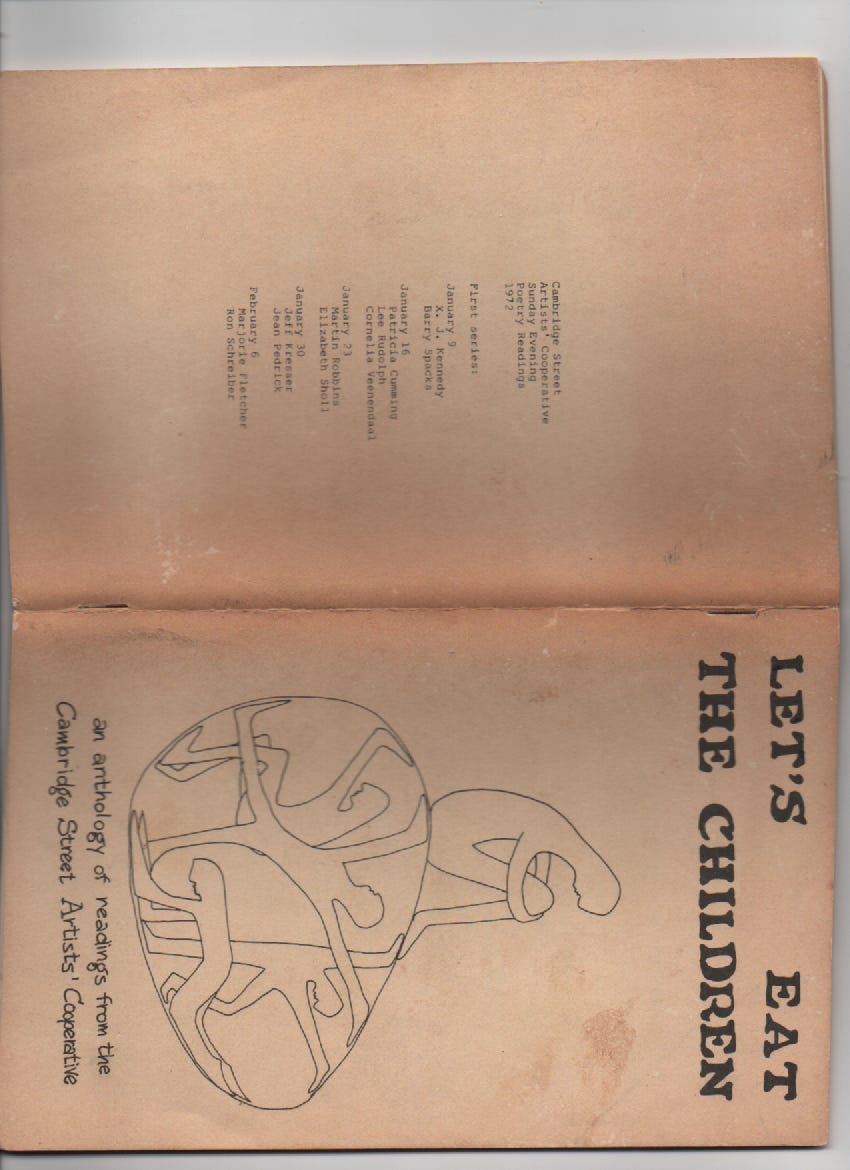 LET'S EAT
THE CHILDREN
an anthology of readings from the
Cambridge Street Artists' Cooperative
Cambridge Street
Artists' Cooperative
Sunday Evening
Poetry Readings
1972
First series:
January 9
X. J. Kennedy
Barry Spacks
January 16
Patricia Cumming
Lee Rudolph
Cornelia Veenendaal
January 23
Martin Robbins
Elizabeth Sholl
January 30
Jeff Kresser
Jean Pedrick
February 6
Marjorie Fletcher
Ron Schreiber